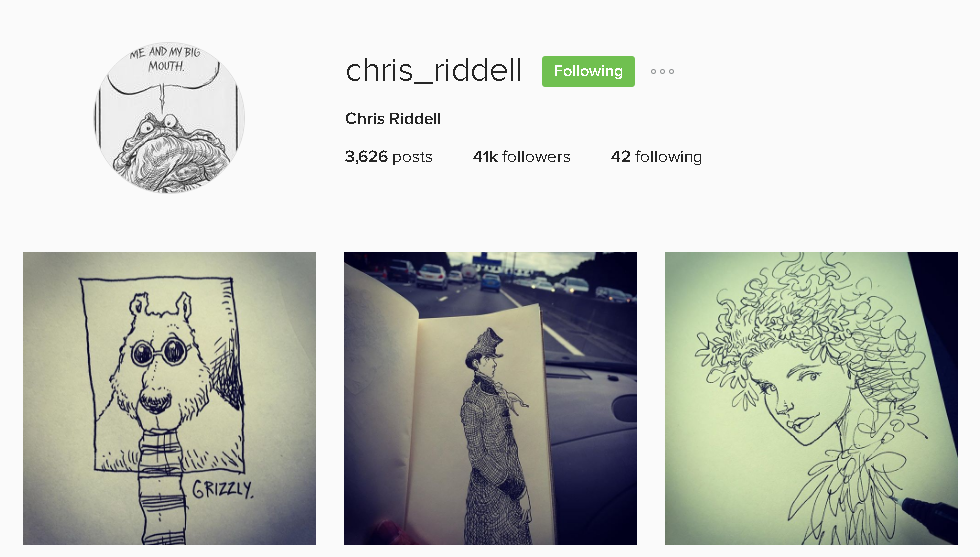 ME AND MY BIG
MOUTH.
chris_riddell Following
Chris Riddell
3,626 posts 41k followers 42 following
GRIZZLY.